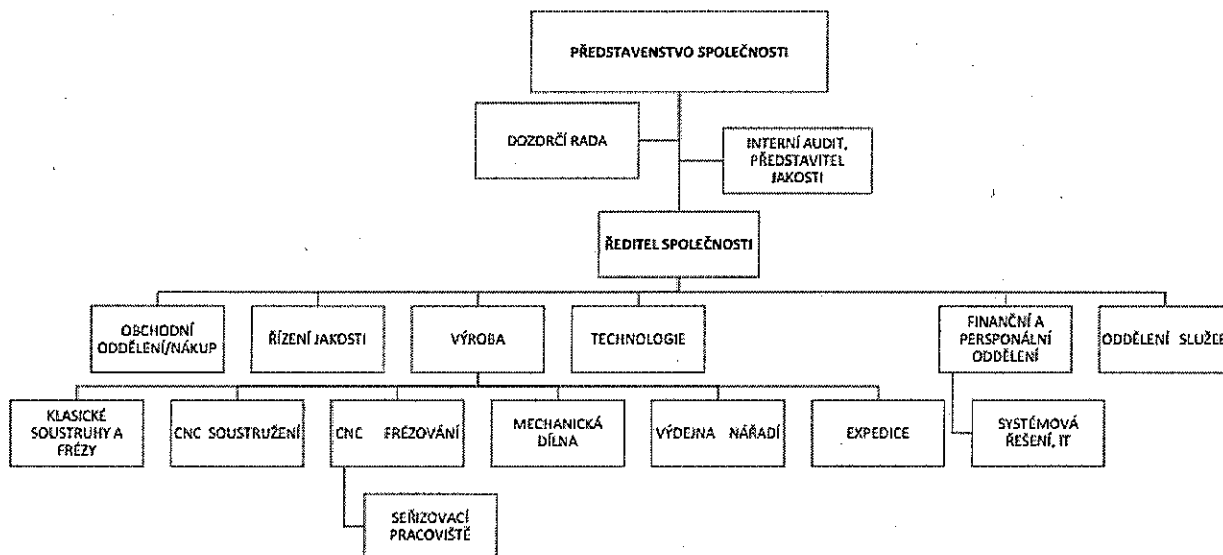 PŘEDSTAVENSTVO SPOLEČNOSTI
DOZORČÍ RADA
INTERNÍ AUDIT,
PŘEDSTAVITEL
JAKOSTI
ŘEDITEL SPOLEČNOSTI
OBCHODNÍ
ODDĚLENÍ/NÁKUP
ŘÍZENÍ JAKOSTI
VÝROBA
TECHNOLOGIE
FINANČNÍ A
PERSPONÁLNÍ
ODDĚLENÍ
ODDĚLENÍ SLUŽEB
KLASICKÉ
SOUSTRUHY A
FRÉZY
CNC SOUSTRUŽENÍ
CNC FRÉZOVÁNÍ
MECHANICKÁ
DÍLNA
VÝDEJNA NÁŘADÍ
EXPEDICE
SYSTÉMOVÁ
ŘEŠENÍ, IT
SEŘIZOVACÍ
PRACOVIŠTĚ